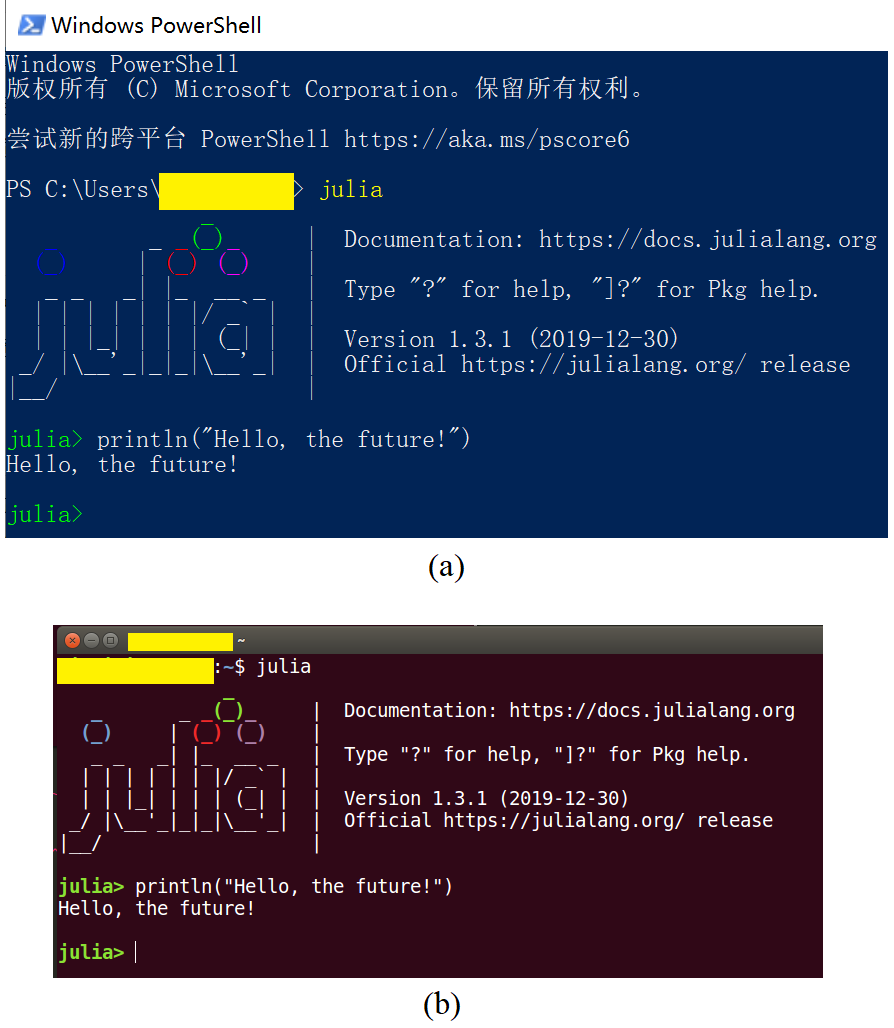 Windows PowerShell
Windows PowerShell
版权所有 (C) Microsoft Corporation。保留所有权利。
尝试新的跨平台 PowerShell https://aka.ms/pscore6
PS C:\Users\> julia
Documentation: https://docs.julialang.org
Type "?" for help, "]?" for Pkg help.
julia
Version 1.3.1 (2019-12-30)
Official https://julialang.org/ release
julia> println("Hello, the future!")
Hello, the future!
julia>
(a)
~
:~$ julia
Documentation: https://docs.julialang.org
Type "?" for help, "]?" for Pkg help.
julia
Version 1.3.1 (2019-12-30)
Official https://julialang.org/ release
julia> println("Hello, the future!")
Hello, the future!
julia>
(b)